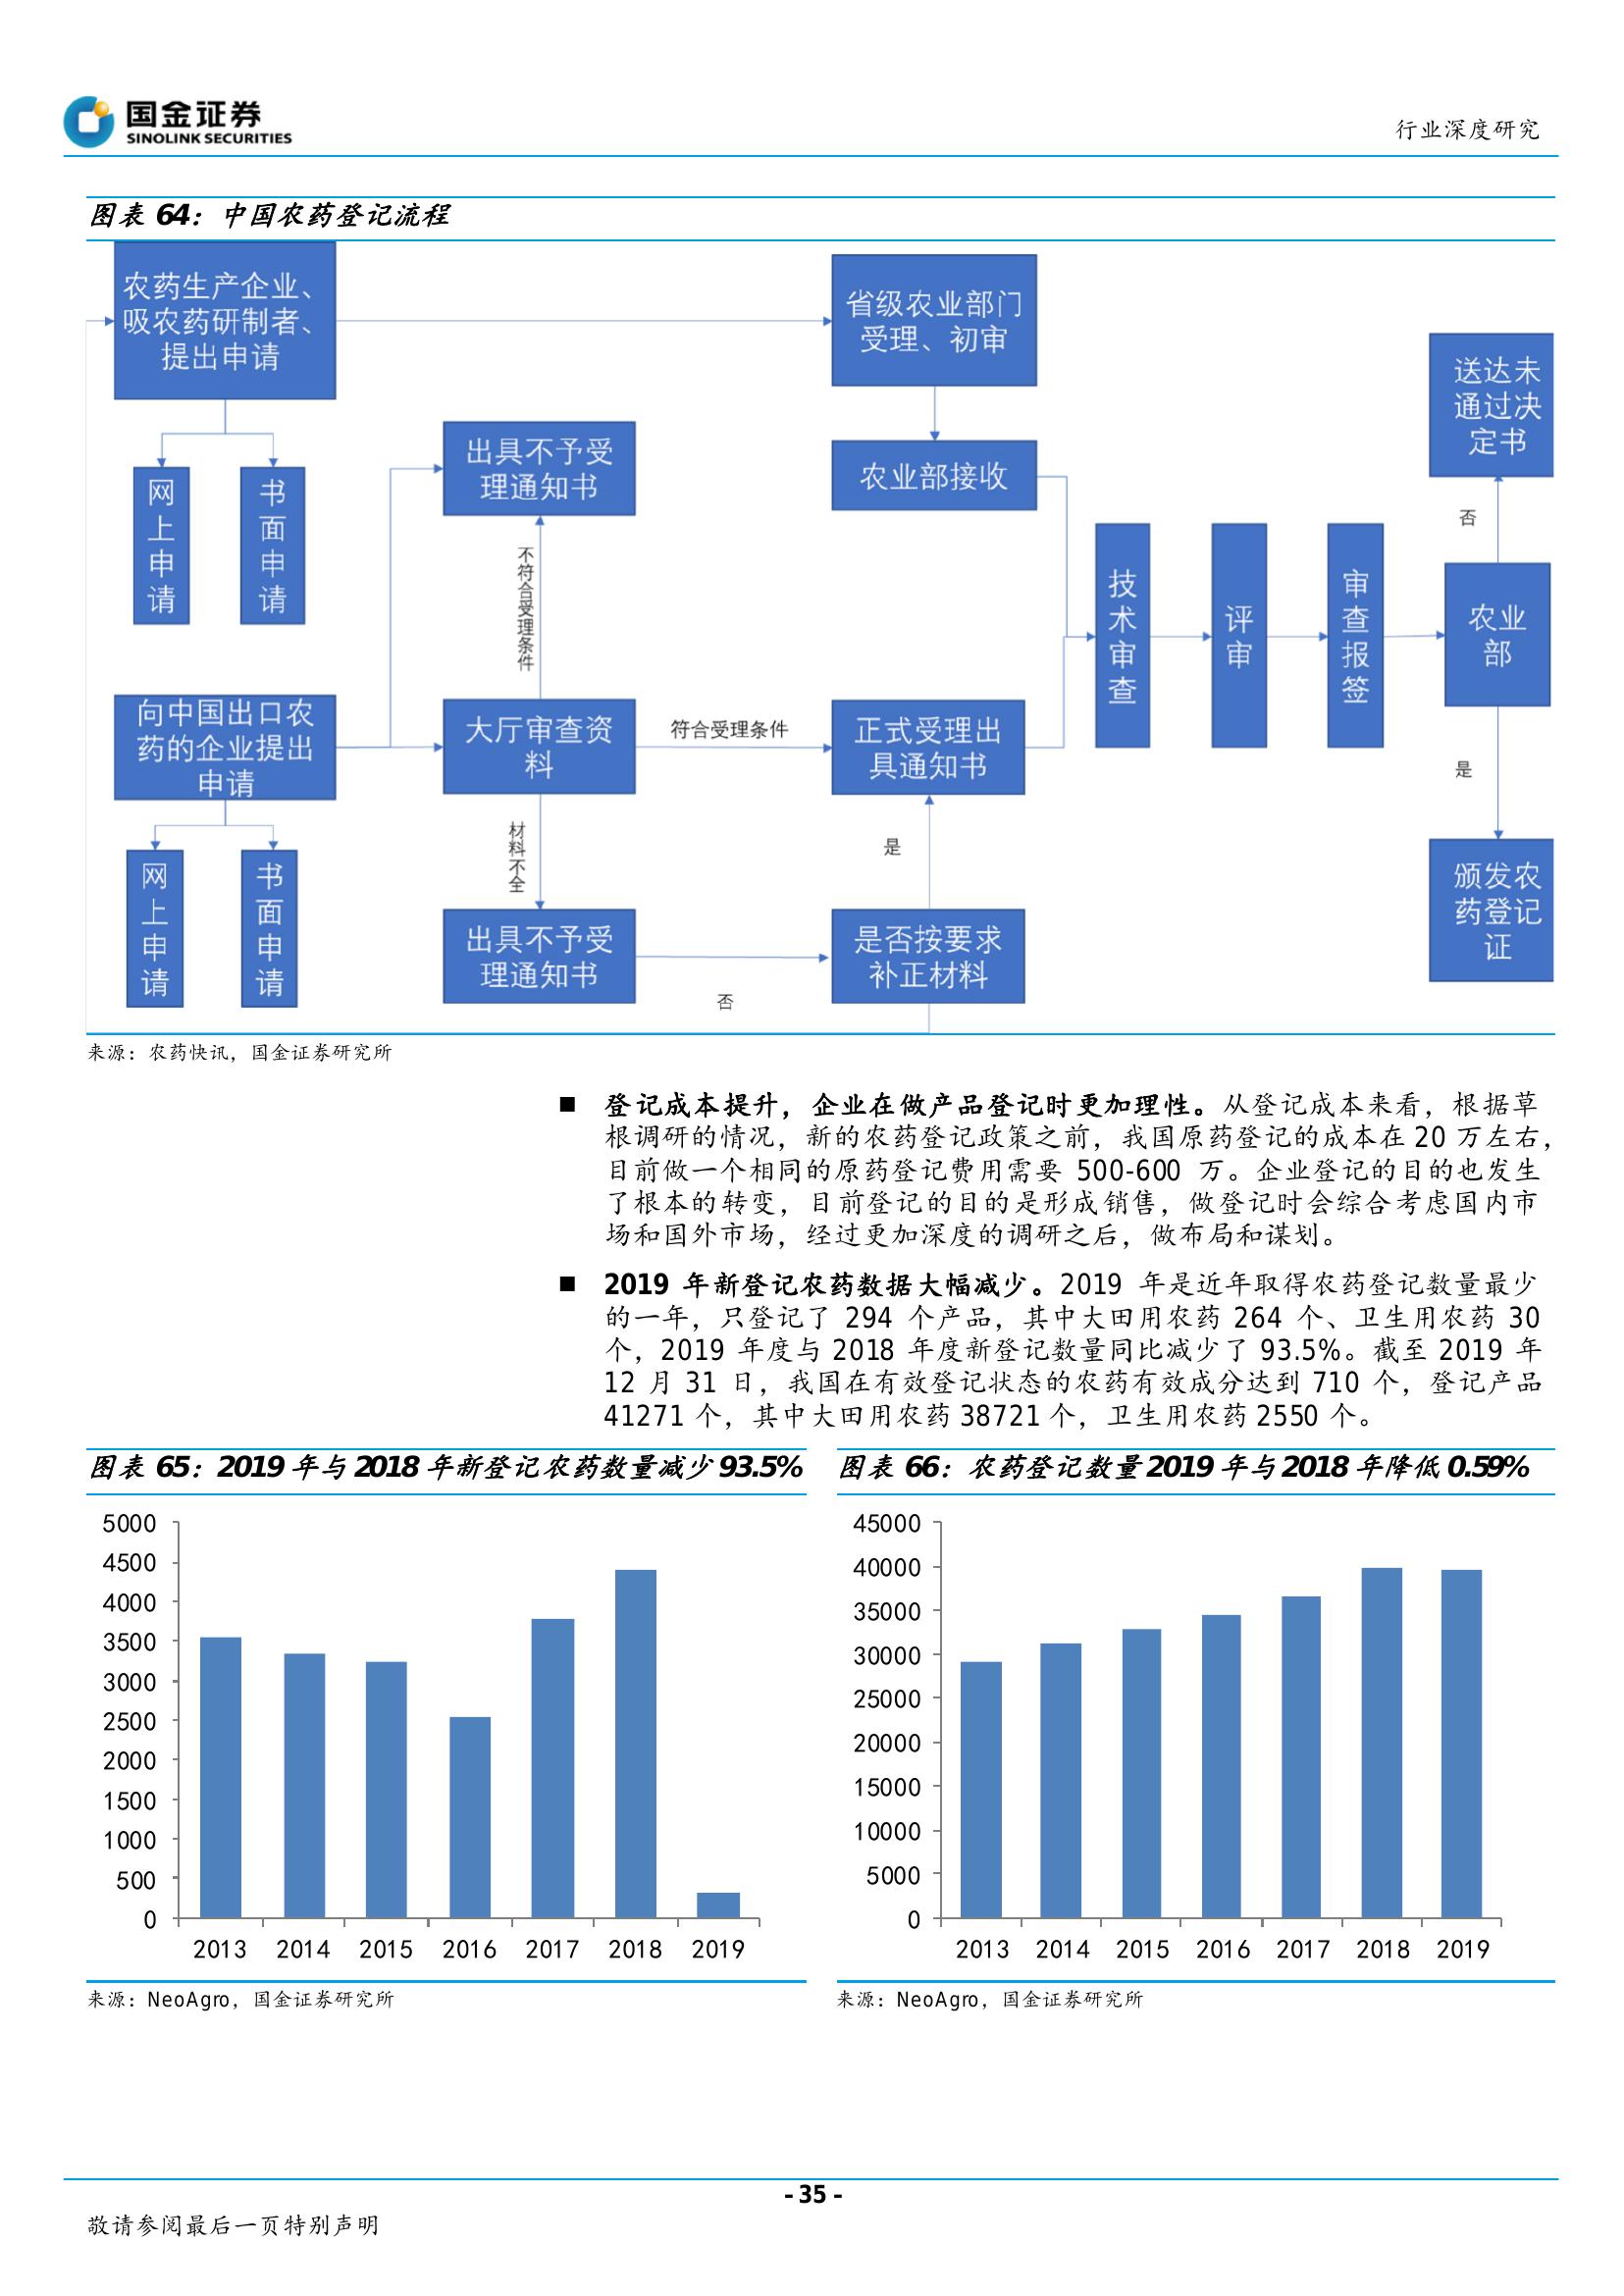 国金证券
SINOLINK SECURITIES
行业深度研究
图表 64：中国农药登记流程
农药生产企业、
吸农药研制者、
提出申请
省级农业部门
受理、初审
送达未
通过决
定书
网上申请
书面申请
出具不予受
理通知书
农业部接收
否
不符合受理条件
技术审查
评审
审查报签
农业
部
向中国出口农
药的企业提出
申请
大厅审查资
料
符合受理条件
正式受理出
具通知书
是
材料不全
是
网上申请
书面申请
出具不予受
理通知书
否
是否按要求
补正材料
颁发农
药登记
证
来源：农药快讯，国金证券研究所
■ 登记成本提升，企业在做产品登记时更加理性。从登记成本来看，根据草
根调研的情况，新的农药登记政策之前，我国原药登记的成本在 20 万左右，
目前做一个相同的原药登记费用需要 500-600 万。企业登记的目的也发生
了根本的转变，目前登记的目的是形成销售，做登记时会综合考虑国内市
场和国外市场，经过更加深度的调研之后，做布局和谋划。
■ 2019 年新登记农药数据大幅减少。2019 年是近年取得农药登记数量最少
的一年，只登记了 294 个产品，其中大田用农药 264 个、卫生用农药 30
个，2019 年度与 2018 年度新登记数量同比减少了 93.5%。截至 2019 年
12 月 31 日，我国在有效登记状态的农药有效成分达到 710 个，登记产品
41271 个，其中大田用农药 38721 个，卫生用农药 2550 个。
图表 65：2019 年与 2018 年新登记农药数量减少 93.5%
5000
4500
4000
3500
3000
2500
2000
1500
1000
500
0
2013 2014 2015 2016 2017 2018 2019
来源：NeoAgro，国金证券研究所
图表 66：农药登记数量 2019 年与 2018 年降低 0.59%
45000
40000
35000
30000
25000
20000
15000
10000
5000
0
2013 2014 2015 2016 2017 2018 2019
来源：NeoAgro，国金证券研究所
- 35 -
敬请参阅最后一页特别声明